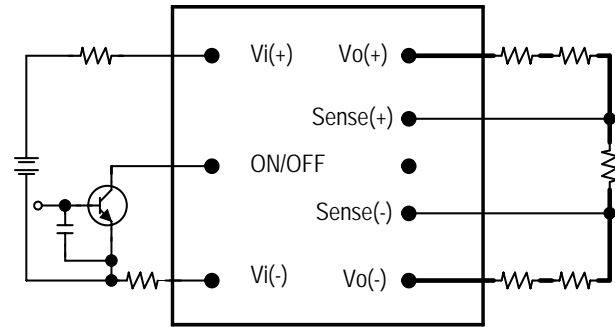 Vi(+) Vo(+)
Sense(+)
ON/OFF
Sense(-)
Vi(-) Vo(-)